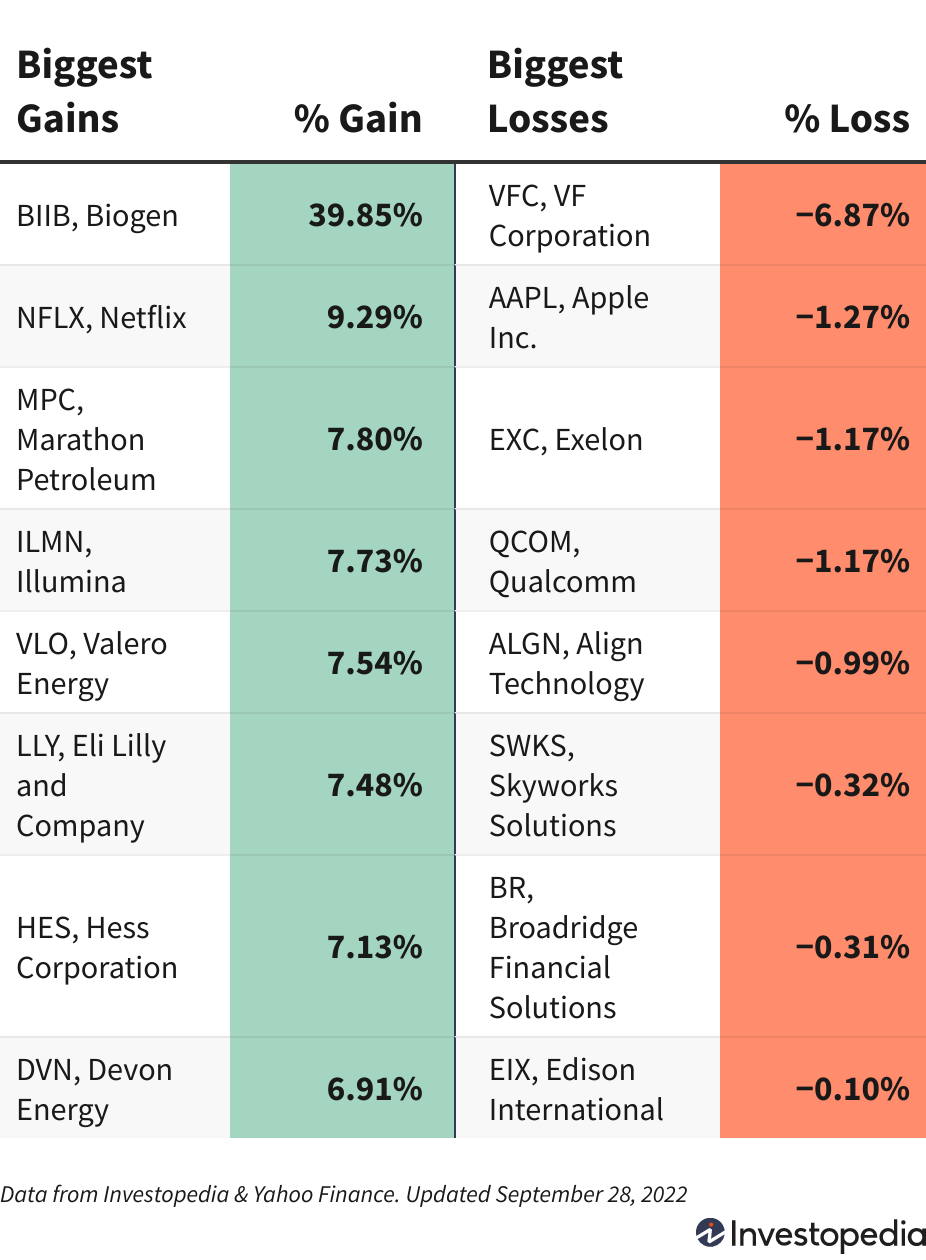 Biggest
Gains
% Gain
Biggest
Losses
% Loss
BIIB, Biogen
39.85%
VFC, VF
Corporation
−6.87%
NFLX, Netflix
9.29%
AAPL, Apple
Inc.
−1.27%
MPC,
Marathon
Petroleum
7.80%
EXC, Exelon
−1.17%
ILMN,
Illumina
7.73%
QCOM,
Qualcomm
−1.17%
VLO, Valero
Energy
7.54%
ALGN, Align
Technology
−0.99%
LLY, Eli Lilly
and
Company
7.48%
SWKS,
Skyworks
Solutions
−0.32%
HES, Hess
Corporation
7.13%
BR,
Broadridge
Financial
Solutions
−0.31%
DVN, Devon
Energy
6.91%
EIX, Edison
International
−0.10%
Data from Investopedia & Yahoo Finance. Updated September 28, 2022
Investopedia